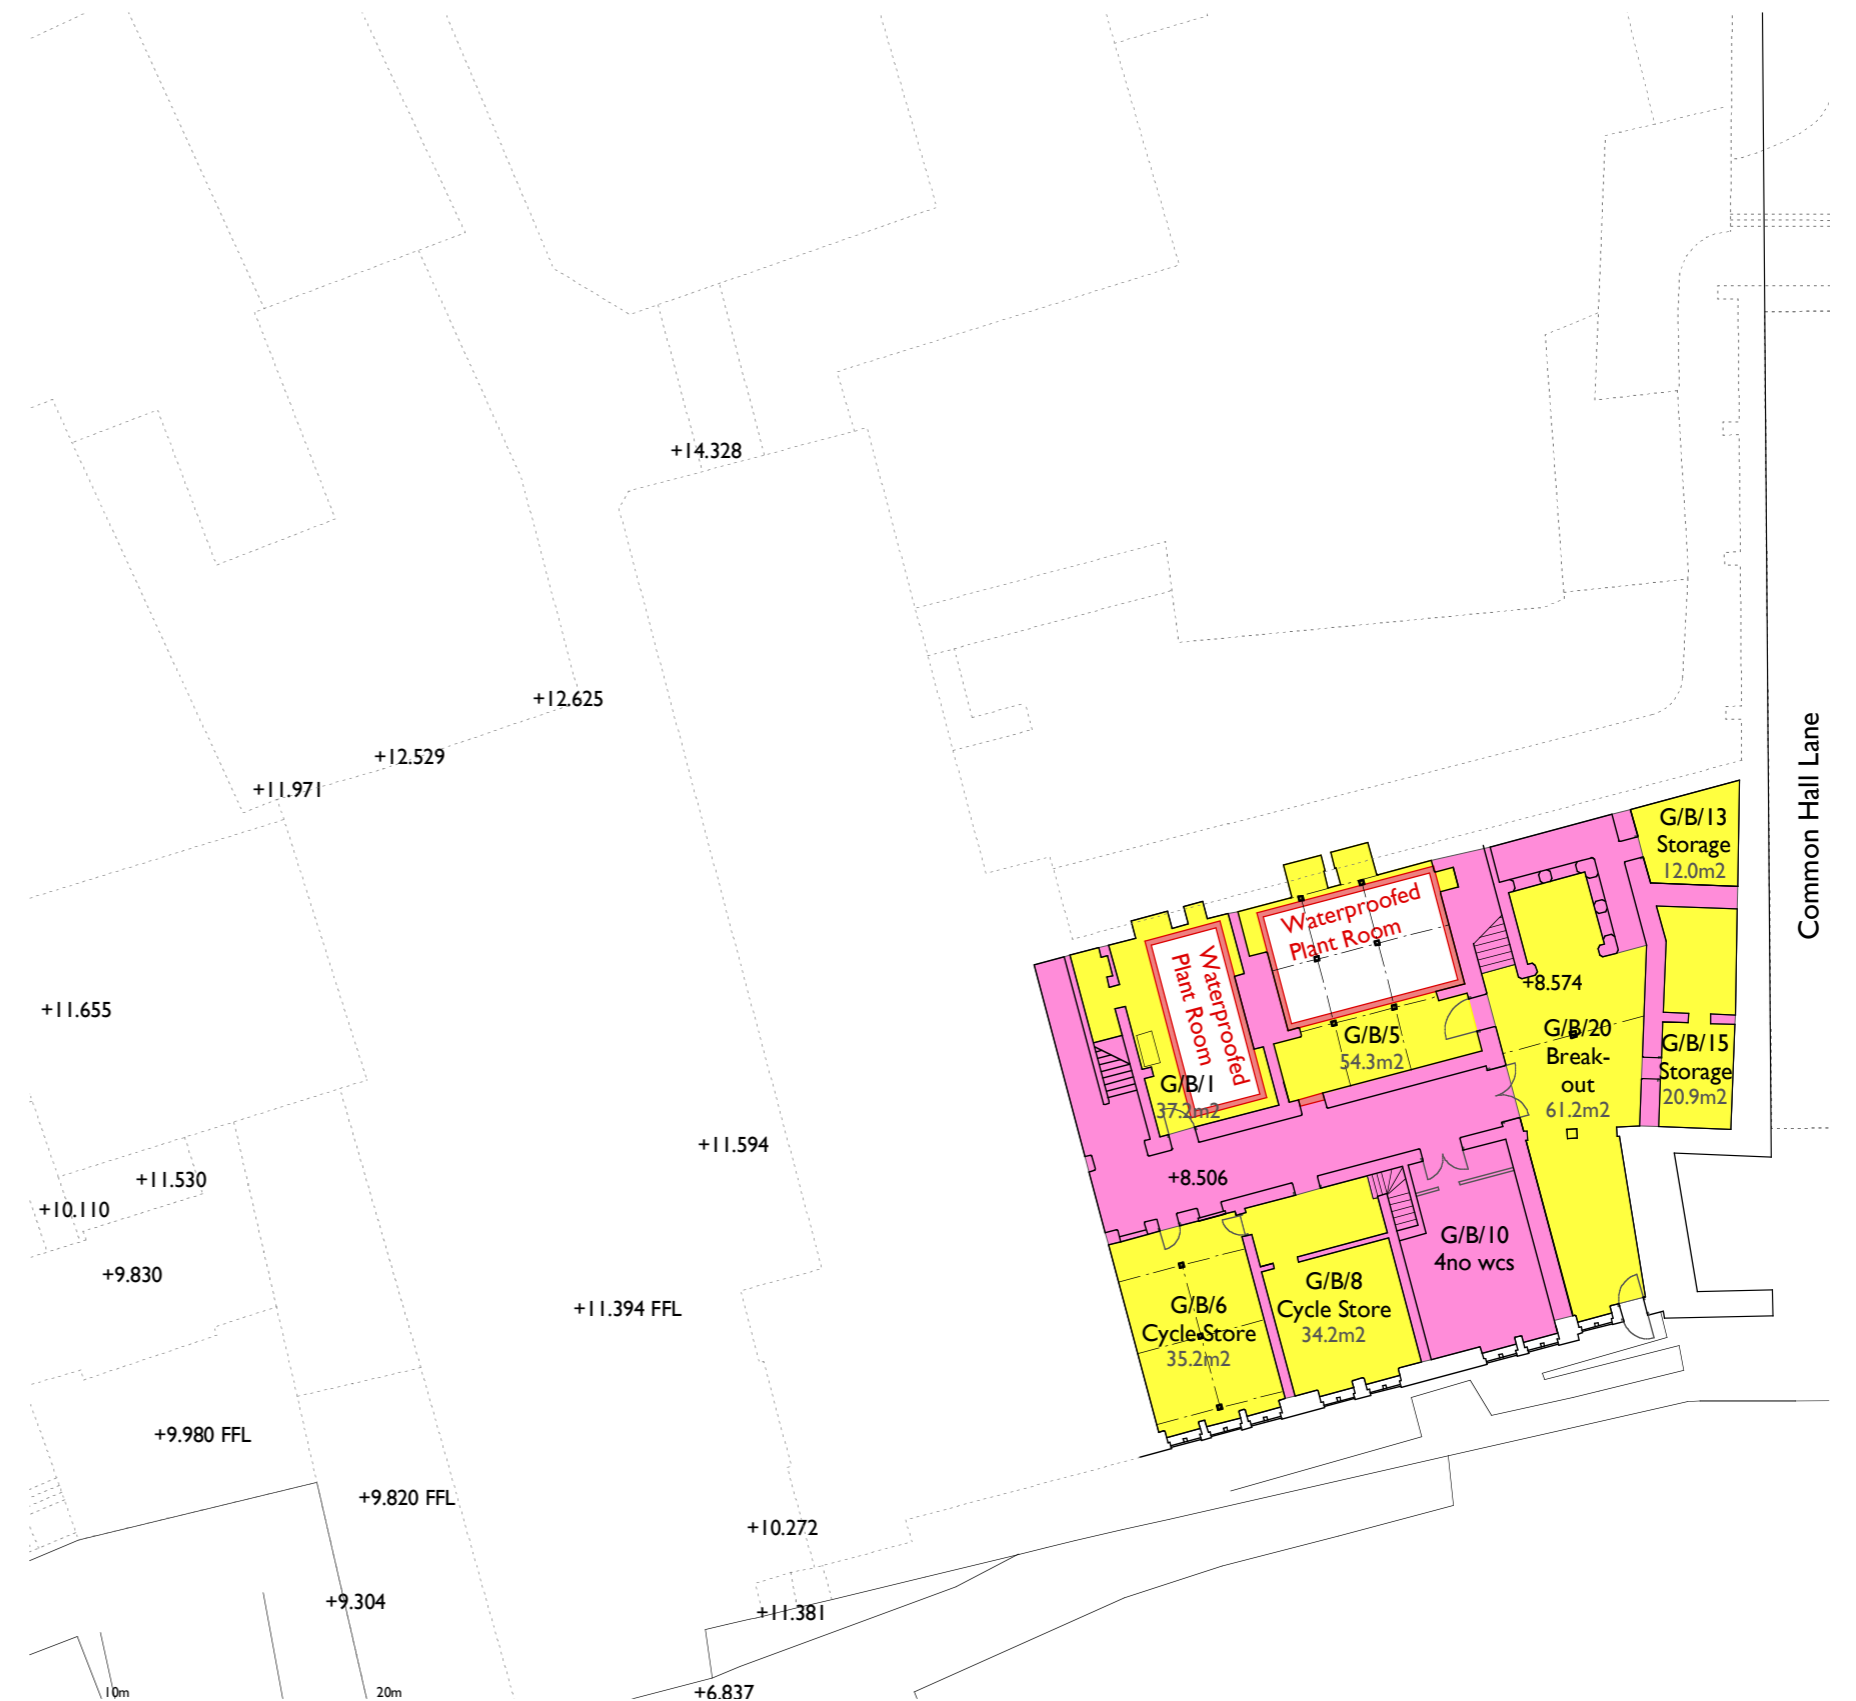 +14.328
+12.625
+12.529
+11.971
Common Hall Lane
G/B/13
Storage
12.0m2
Waterproofed
Plant Room
Waterproofed
Plant Room
+8.574
+11.655
G/B/5
54.3m2
G/B/20
Break-
out
61.2m2
G/B/15
Storage
20.9m2
G/B/1
37.2m2
+11.594
+8.506
+11.530
+10.110
+9.830
G/B/10
4no wcs
G/B/8
Cycle Store
34.2m2
G/B/6
Cycle Store
35.2m2
+11.394 FFL
+9.980 FFL
+9.820 FFL
+10.272
+9.304
+11.381
10m
20m
+6.837